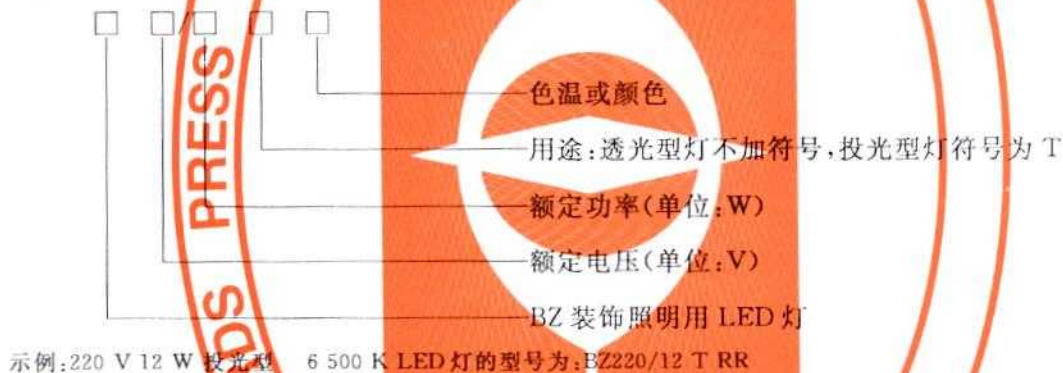 □ □/□ □ □
色温或颜色
用途:透光型灯不加符号,投光型灯符号为 T
额定功率(单位:W)
额定电压(单位:V)
BZ 装饰照明用 LED 灯
示例:220 V 12 W 投光型 6 500 K LED 灯的型号为:BZ220/12 T RR
DS PRESS